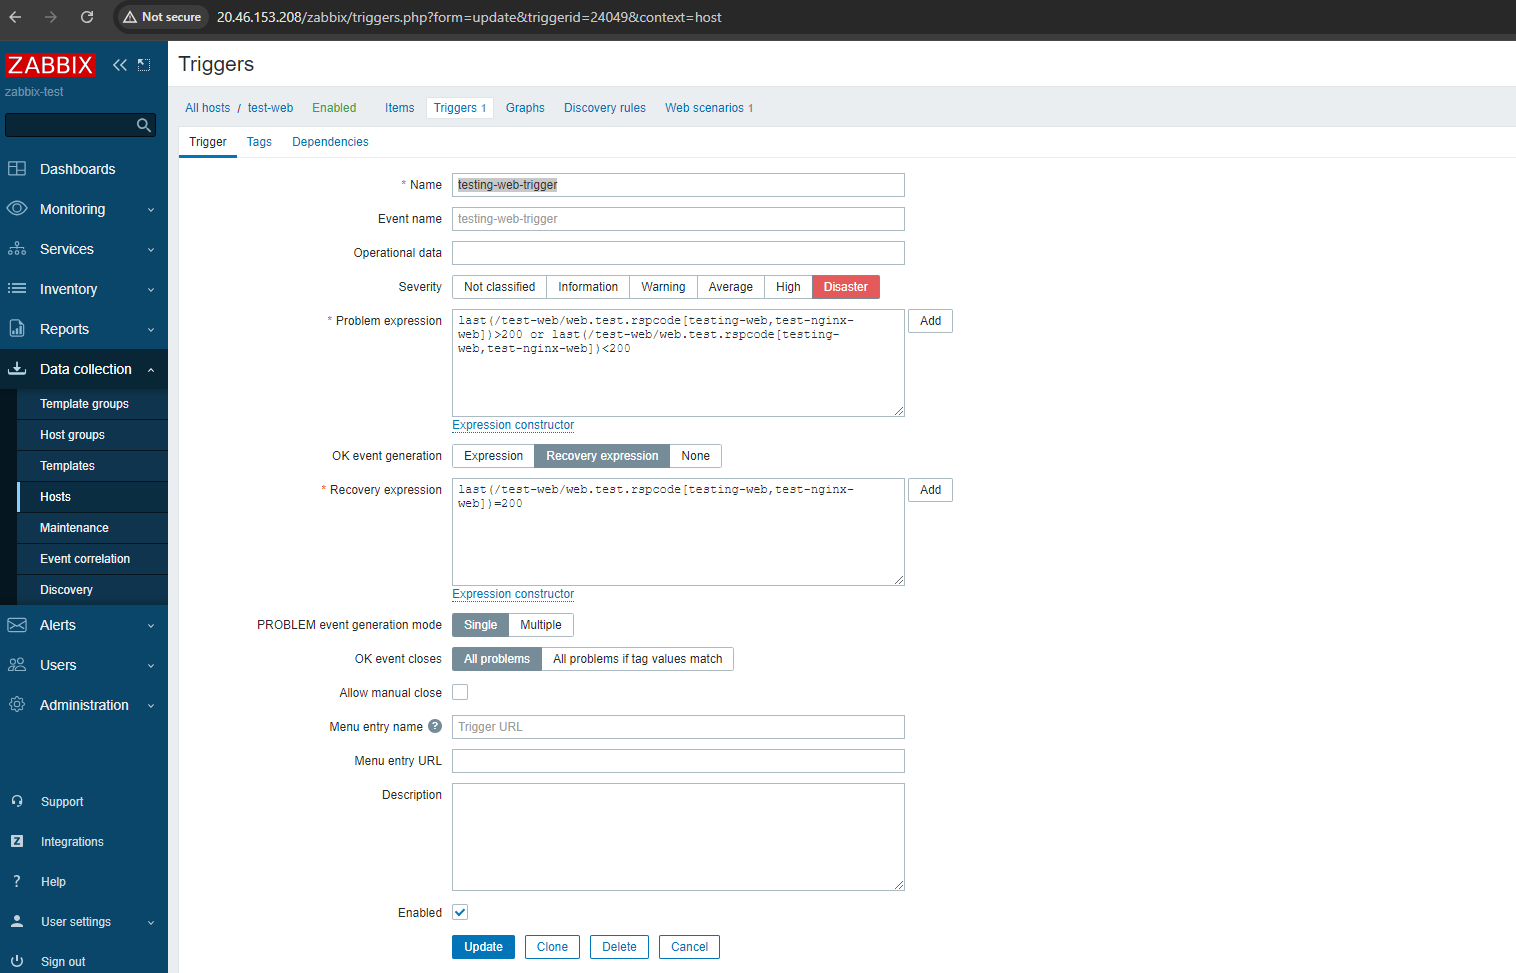 Not secure 20.46.153.208/zabbix/triggers.php?form=update&triggerid=24049&context=host
ZABBIX
zabbix-test
Dashboards
Monitoring
Services
Inventory
Reports
Data collection
Template groups
Host groups
Templates
Hosts
Maintenance
Event correlation
Discovery
Alerts
Users
Administration
Support
Z Integrations
? Help
User settings
Sign out
Triggers
All hosts / test-web Enabled Items Triggers 1 Graphs Discovery rules Web scenarios 1
Trigger Tags Dependencies
* Name testing-web-trigger
Event name testing-web-trigger
Operational data
Severity Not classified Information Warning Average High Disaster
* Problem expression last(/test-web/web.test.rspcode[testing-web,test-nginx- Add
web])>200 or last(/test-web/web.test.rspcode[testing-
web,test-nginx-web])<200
Expression constructor
OK event generation Expression Recovery expression None
* Recovery expression last(/test-web/web.test.rspcode[testing-web,test-nginx- Add
web])=200
Expression constructor
PROBLEM event generation mode Single Multiple
OK event closes All problems All problems if tag values match
Allow manual close
Menu entry name ? Trigger URL
Menu entry URL
Description
Enabled
Update Clone Delete Cancel